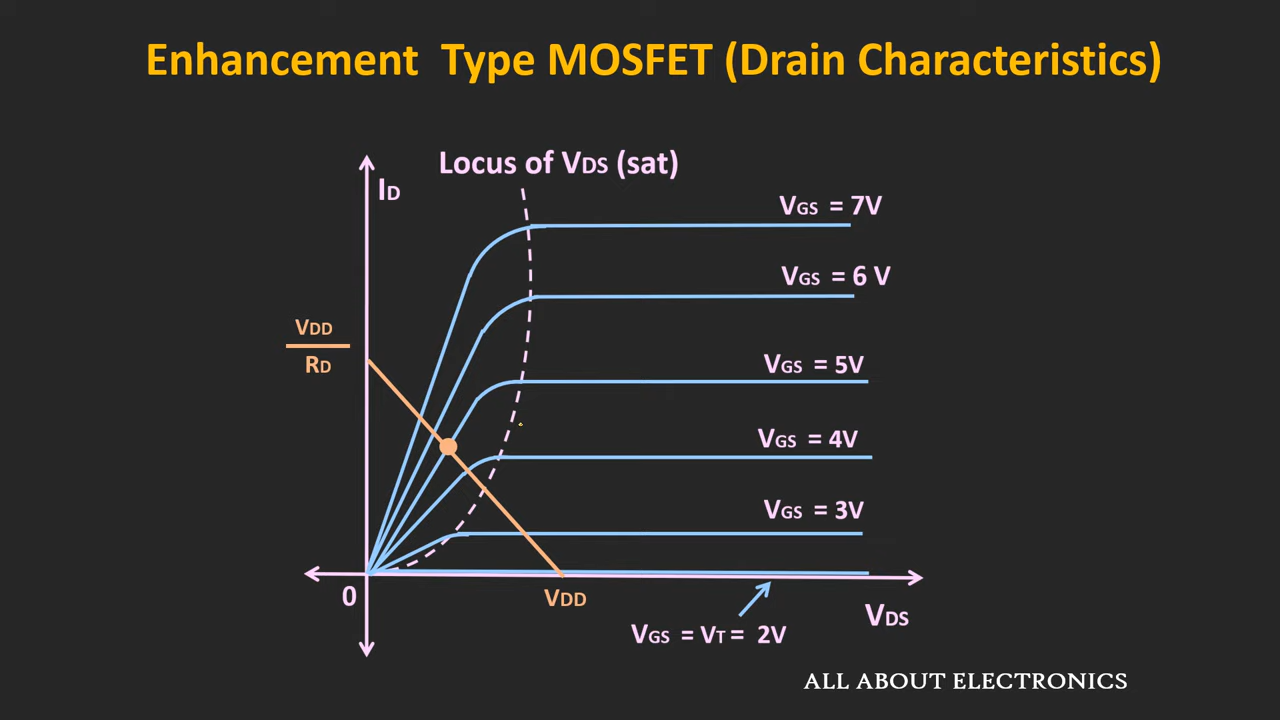 Enhancement Type MOSFET (Drain Characteristics)
Locus of VDS (sat)
ID
VGS = 7V
VGS = 6 V
VDD
RD
VGS = 5V
VGS = 4V
VGS = 3V
0
VDD
VDS
VGS = VT = 2V
ALL ABOUT ELECTRONICS